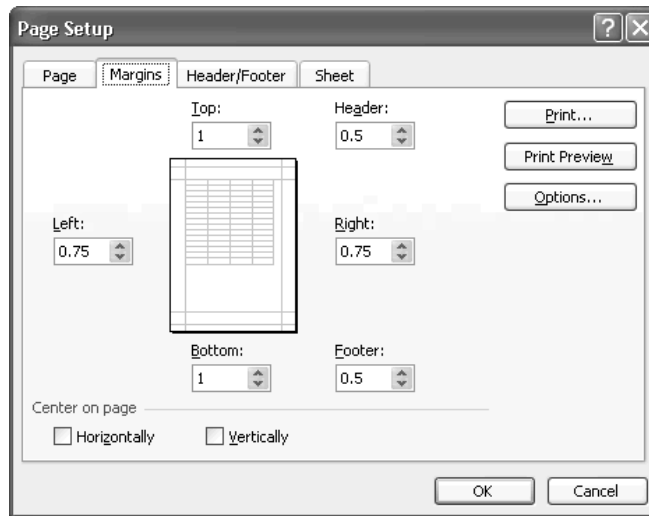 Page Setup
Page Margins Header/Footer Sheet
Top: Header:
1 0.5
Print...
Print Preview
Options...
Left: Right:
0.75 0.75
Bottom: Footer:
1 0.5
Center on page
Horizontally Vertically
OK Cancel